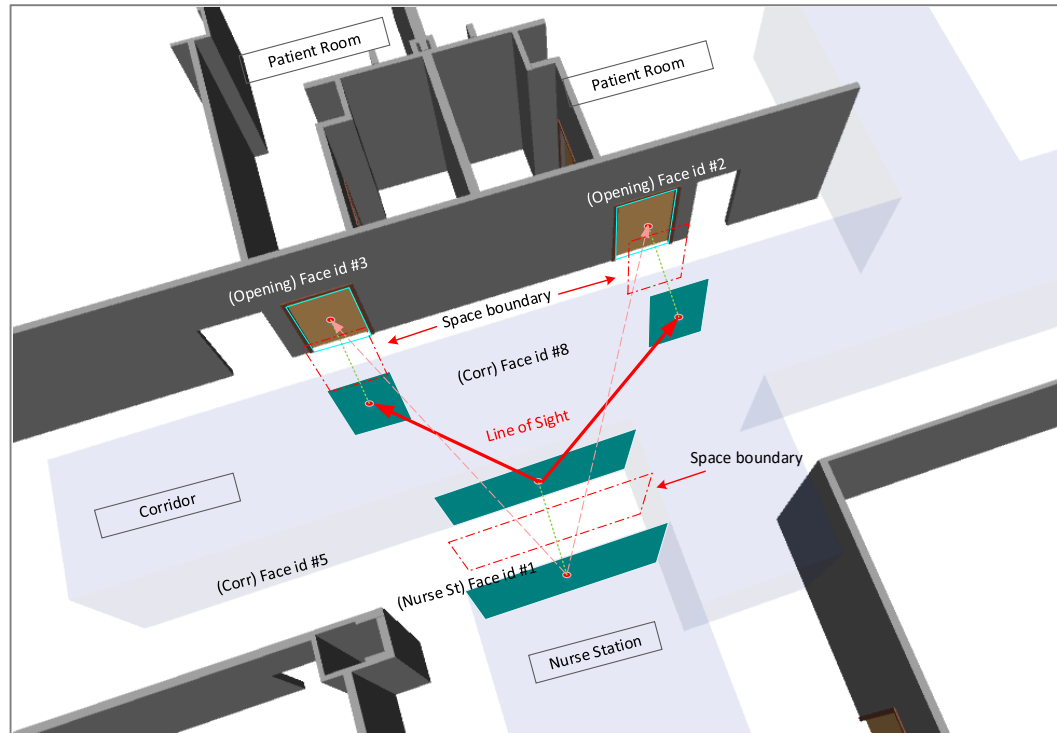 Patient Room
Patient Room
(Opening) Face id #2
(Opening) Face id #3
Space boundary
(Corr) Face id #8
Line of Sight
Space boundary
Corridor
(Corr) Face id #5
(Nurse St) Face id #1
Nurse Station